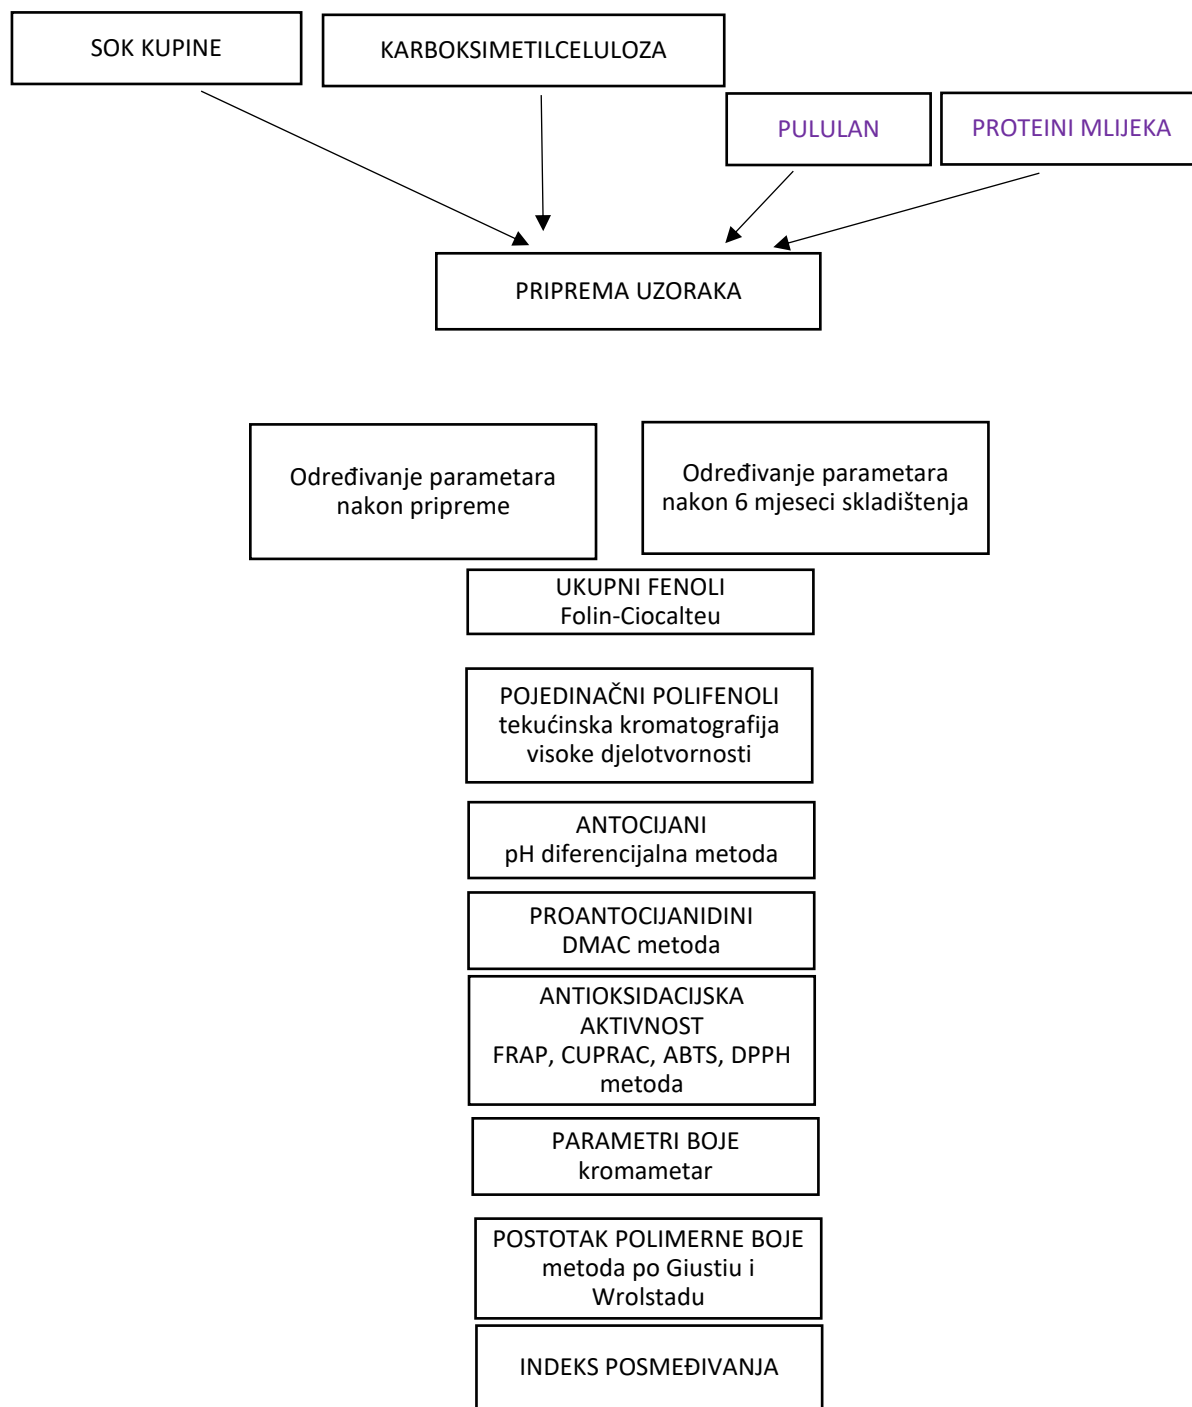 SOK KUPINE
KARBOKSIMETILCELULOZA
PULULAN
PROTEINI MLIJEKA
PRIPREMA UZORAKA
Određivanje parametara
nakon pripreme
Određivanje parametara
nakon 6 mjeseci skladištenja
UKUPNI FENOLI
Folin-Ciocalteu
POJEDINAČNI POLIFENOLI
tekućinska kromatografija
visoke djelotvornosti
ANTOCIJANI
pH diferencijalna metoda
PROANTOCIJANIDINI
DMAC metoda
ANTIOKSIDACIJSKA
AKTIVNOST
FRAP, CUPRAC, ABTS, DPPH
metoda
PARAMETRI BOJE
kromametar
POSTOTAK POLIMERNE BOJE
metoda po Giustiu i
Wrolstadu
INDEKS POSMEĐIVANJA